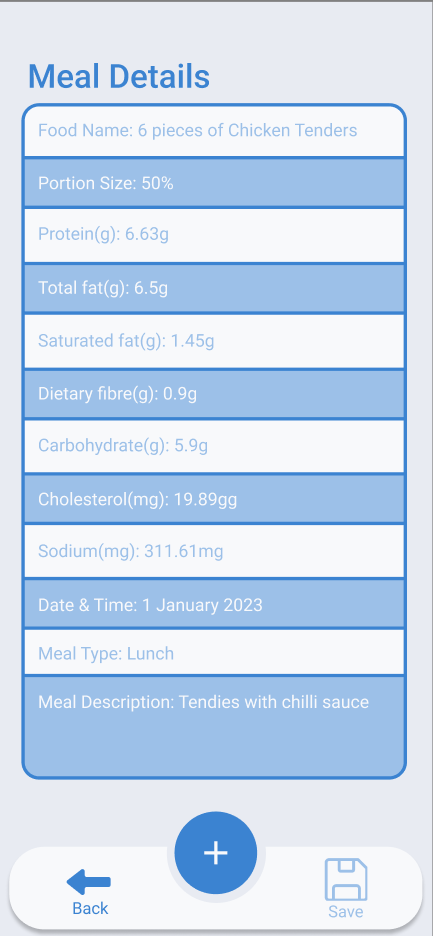 Meal Details
Food Name: 6 pieces of Chicken Tenders
Portion Size: 50%
Protein(g): 6.63g
Total fat(g): 6.5g
Saturated fat(g): 1.45g
Dietary fibre(g): 0.9g
Carbohydrate(g): 5.9g
Cholesterol(mg): 19.89gg
Sodium(mg): 311.61mg
Date & Time: 1 January 2023
Meal Type: Lunch
Meal Description: Tendies with chilli sauce
+
Back
Save